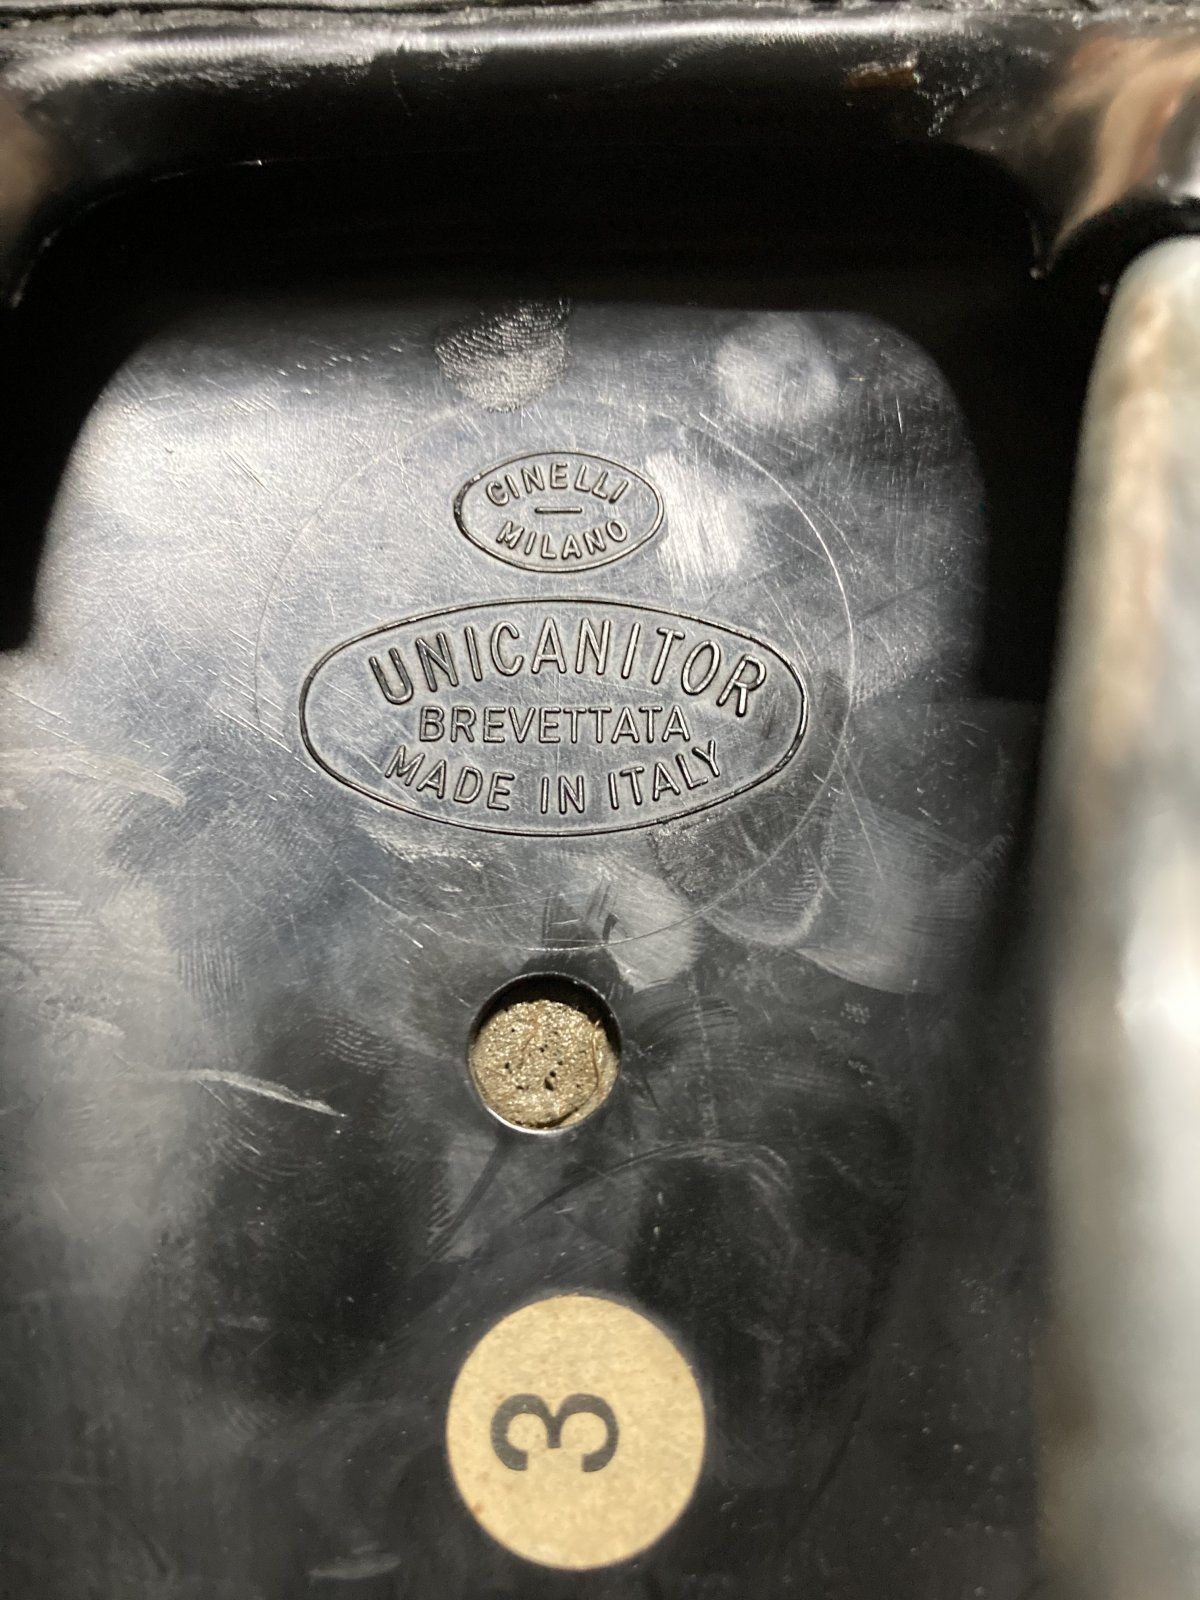 CINELLI
MILANO
UNICANITOR
BREVETTATA
MADE IN ITALY
3